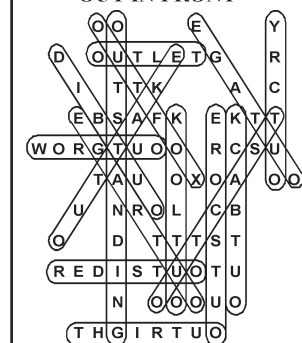 OUT IN FRONT
O O E Y
D O U T L E T G R
I T T K A C
E B S A F K E K T T
W O R G T U O O R C S U
T A U O X O A O O
U N R O L C B
O D T T T S T
R E D I S T U O T U
N O O O U O
T H G I R T U O